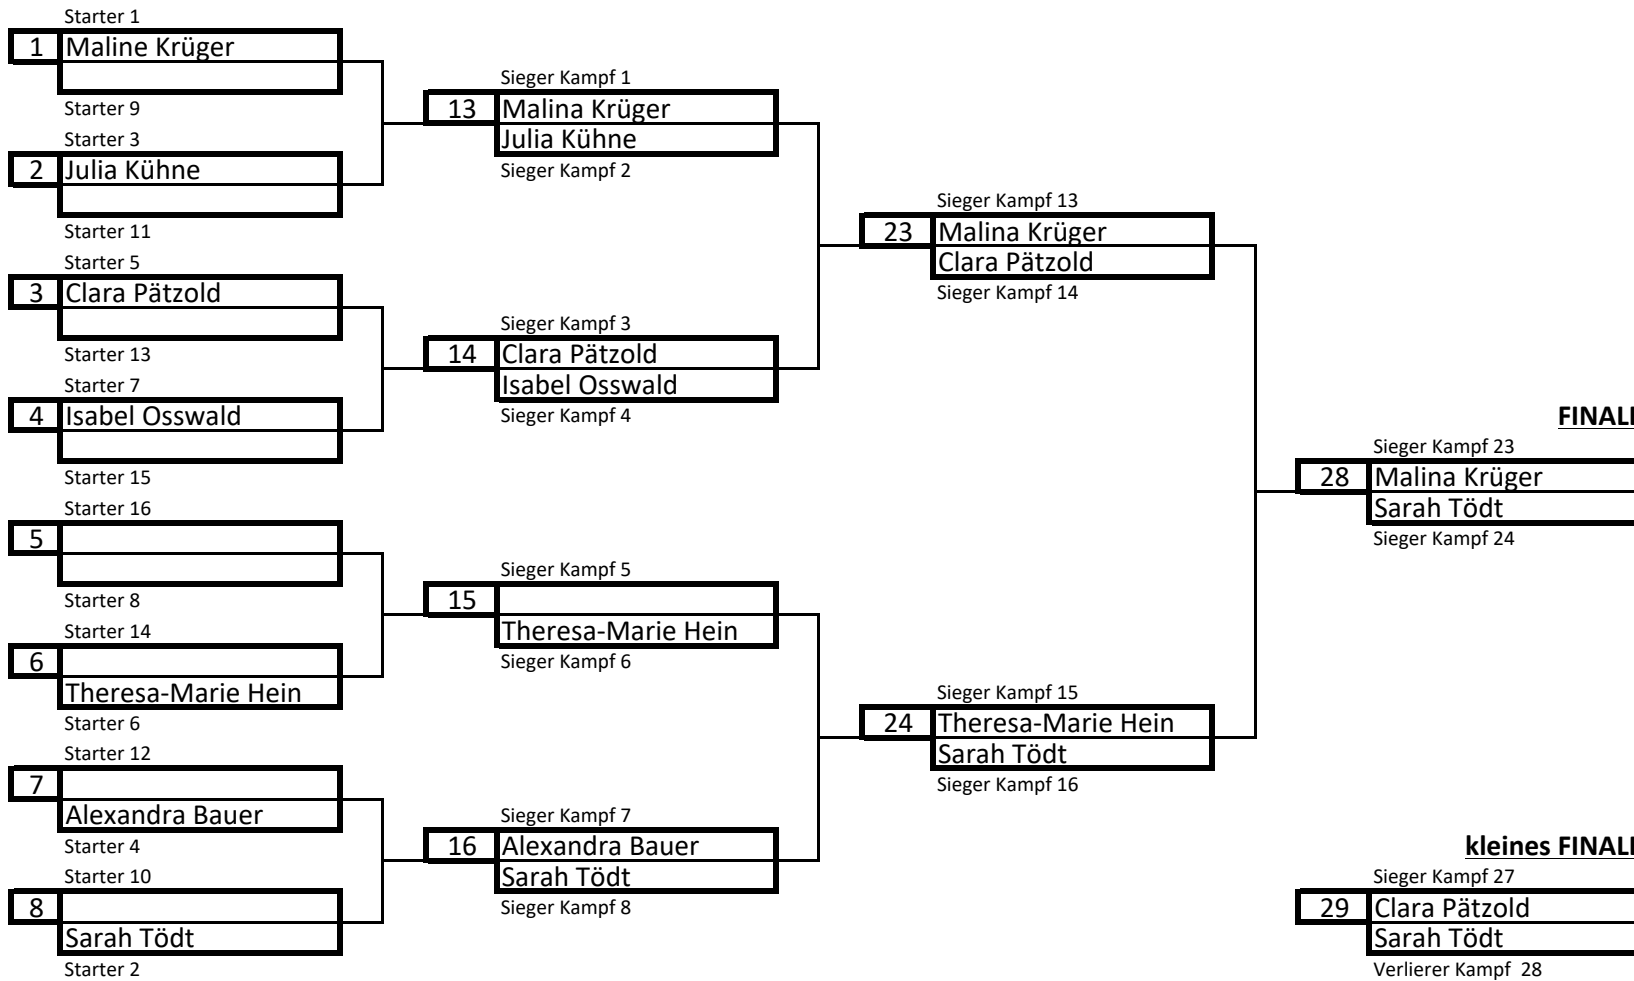 Starter 1
1 Maline Krüger
Starter 9
Starter 3
2 Julia Kühne
Starter 11
Starter 5
3 Clara Pätzold
Starter 13
Starter 7
4 Isabel Osswald
Starter 15
Starter 16
5
Starter 8
Starter 14
6
Theresa-Marie Hein
Starter 6
Starter 12
7
Alexandra Bauer
Starter 4
Starter 10
8
Sarah Tödt
Starter 2
Sieger Kampf 1
13 Malina Krüger
Julia Kühne
Sieger Kampf 2
Sieger Kampf 3
14 Clara Pätzold
Isabel Osswald
Sieger Kampf 4
Sieger Kampf 5
15
Theresa-Marie Hein
Sieger Kampf 6
Sieger Kampf 7
16 Alexandra Bauer
Sarah Tödt
Sieger Kampf 8
Sieger Kampf 13
23 Malina Krüger
Clara Pätzold
Sieger Kampf 14
Sieger Kampf 15
24 Theresa-Marie Hein
Sarah Tödt
Sieger Kampf 16
FINAL
Sieger Kampf 23
28 Malina Krüger
Sarah Tödt
Sieger Kampf 24
kleines FINAL
Sieger Kampf 27
29 Clara Pätzold
Sarah Tödt
Verlierer Kampf 28